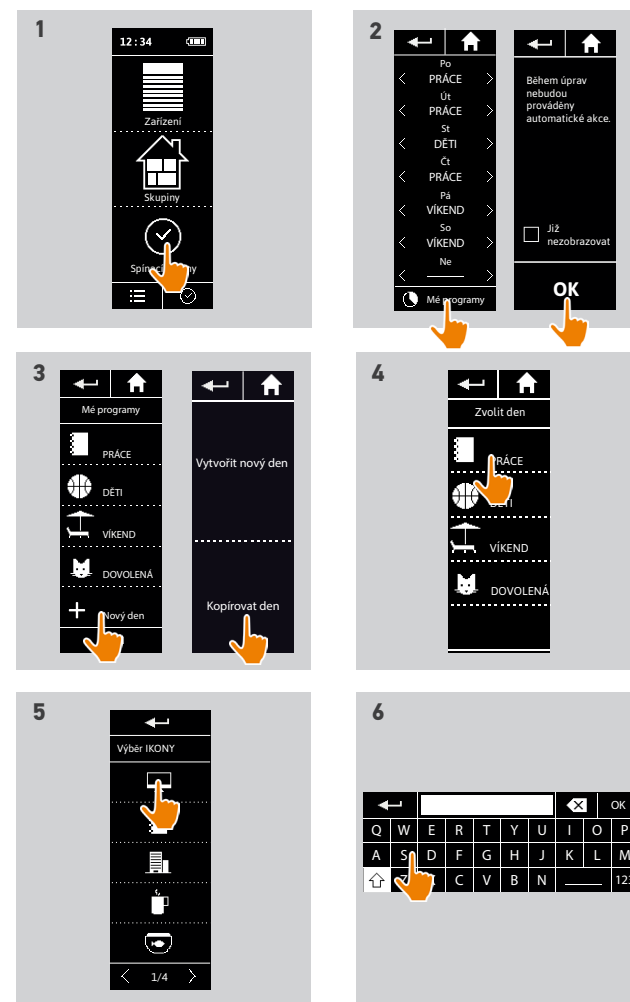 1
12:34
Zařízení
Skupiny
2
Po
PRÁCE
Út
PRÁCE
St
DĚTI
Čt
PRÁCE
Pá
VÍKEND
So
VÍKEND
Ne
Mé programy
Během úprav
nebudou
prováděny
automatické akce.
Již
nezobrazovat
OK
3
Mé programy
PRÁCE
DĚTI
VÍKEND
DOVOLENÁ
Nový den
Vytvořit nový den
Kopírovat den
4
Zvolit den
PRÁCE
DĚTI
VÍKEND
DOVOLENÁ
5
Výběr IKONY
1/4
6
OK
Q W E R T Y U I O P
A S D F G H J K L M
Z X C V B N 123